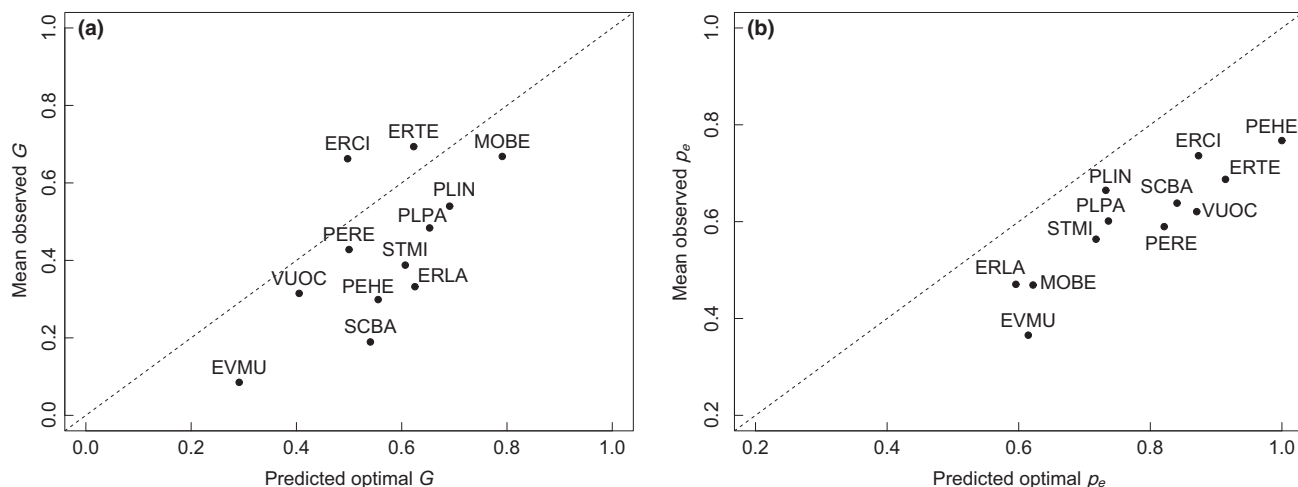 (a)
Mean observed G
1.0
0.8
0.6
0.4
0.2
0.0
ERCI
ERTE
MOBE
PLIN
PLPA
PERE
STMI
VUOC
PEHE
ERLA
SCBA
EVMU
0.0 0.2 0.4 0.6 0.8 1.0
Predicted optimal G
(b)
Mean observed pe
1.0
0.8
0.6
0.4
0.2
PEHE
ERCI
ERTE
PLIN
SCBA
PLPA
VUOC
STMI
PERE
ERLA
MOBE
EVMU
0.2 0.4 0.6 0.8 1.0
Predicted optimal pe